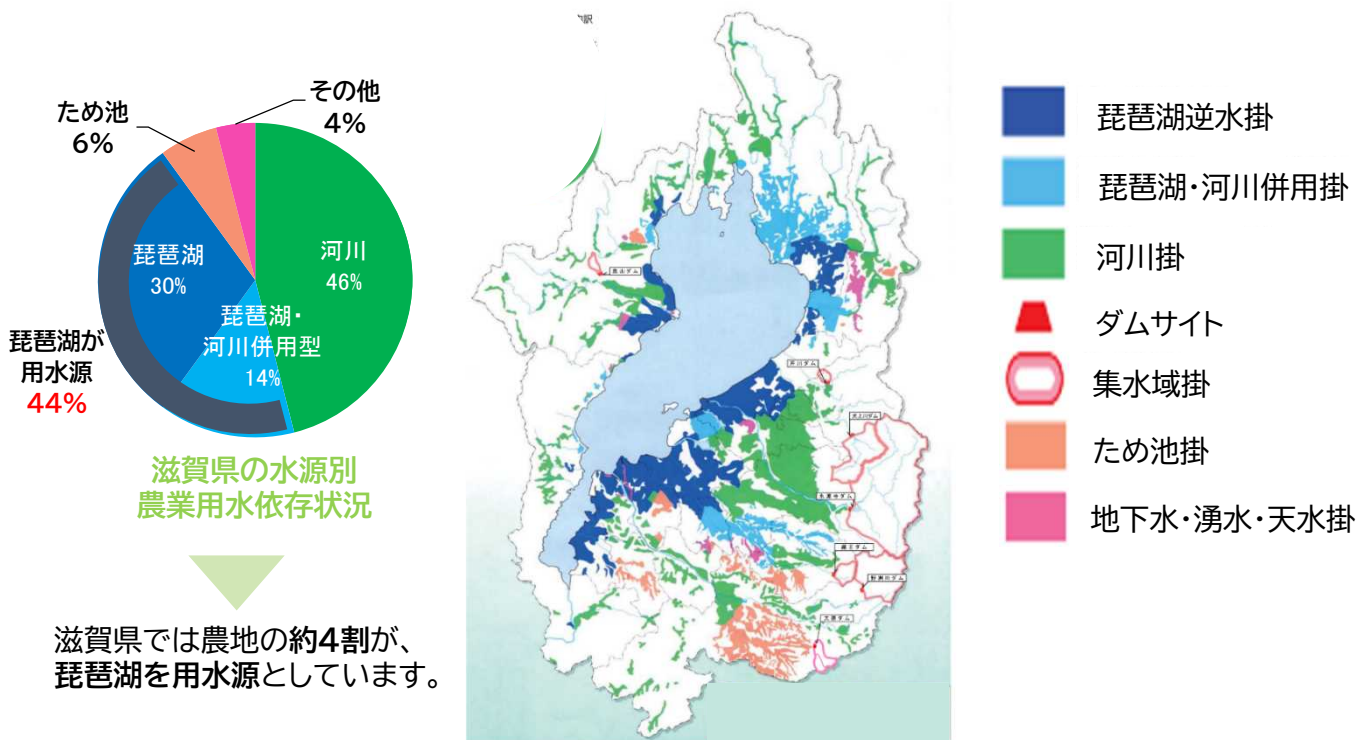 その他
4%
ため池
6%
河川
46%
琵琶湖
30%
琵琶湖・
河川併用型
14%
琵琶湖が
用水源
44%
滋賀県の水源別
農業用水依存状況
滋賀県では農地の約4割が、
琵琶湖を用水源としています。
琵琶湖逆水掛
琵琶湖・河川併用掛
河川掛
ダムサイト
集水域掛
ため池掛
地下水・湧水・天水掛